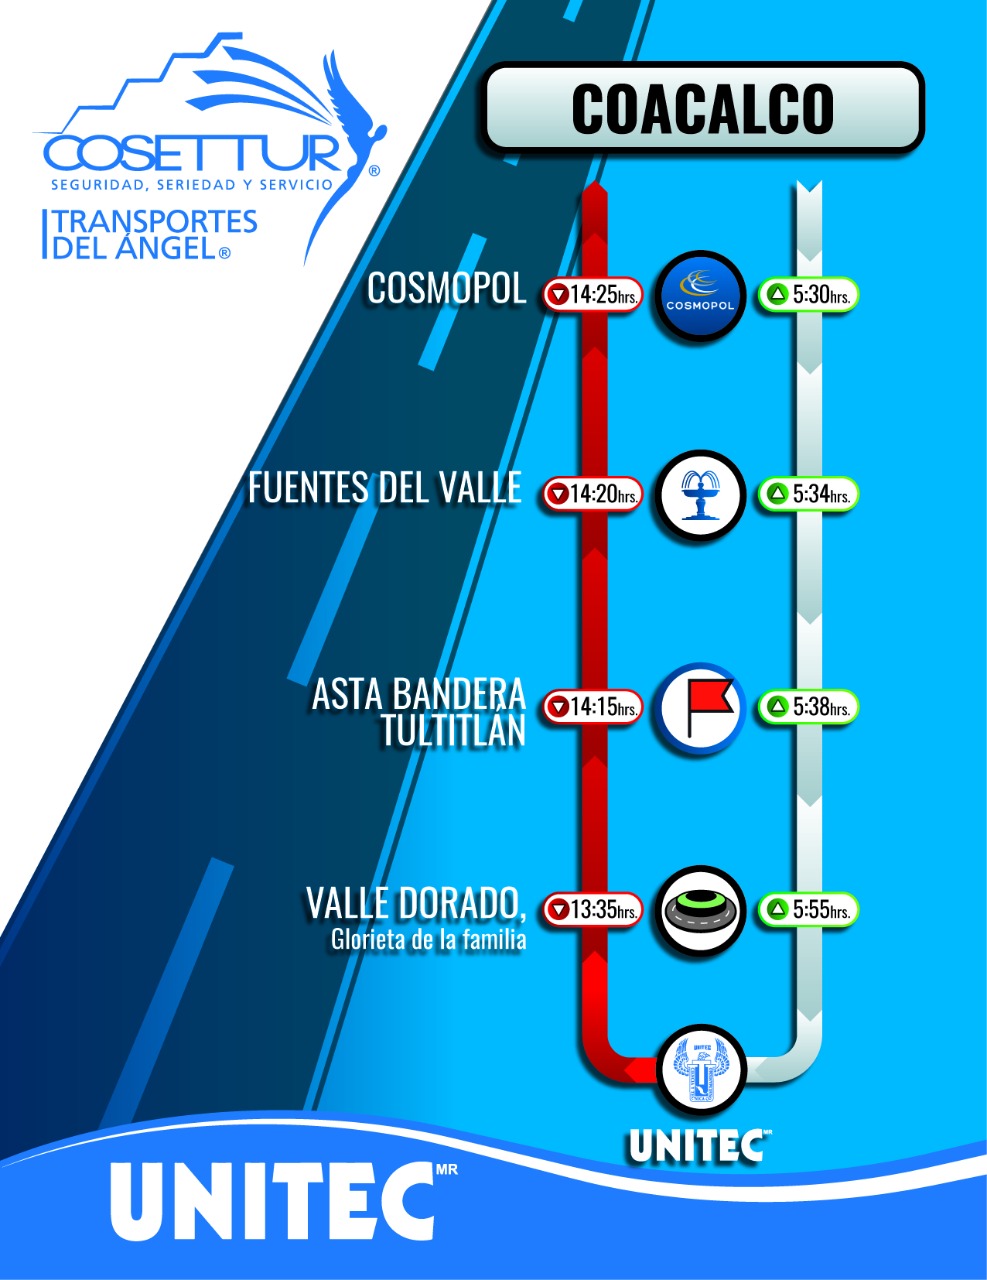 COSETTUR®
SEGURIDAD, SERIEDAD Y SERVICIO
TRANSPORTES
DEL ÁNGEL®
COACALCO
COSMOPOL
14:25hrs.
COSMOPOL
5:30hrs.
FUENTES DEL VALLE
14:20hrs.
5:34hrs.
ASTA BANDERA
TULTITLÁN
14:15hrs.
5:38hrs.
VALLE DORADO,
Glorieta de la familia
13:35hrs.
5:55hrs.
UNITEC
UNITEC MR
UNITEC MR